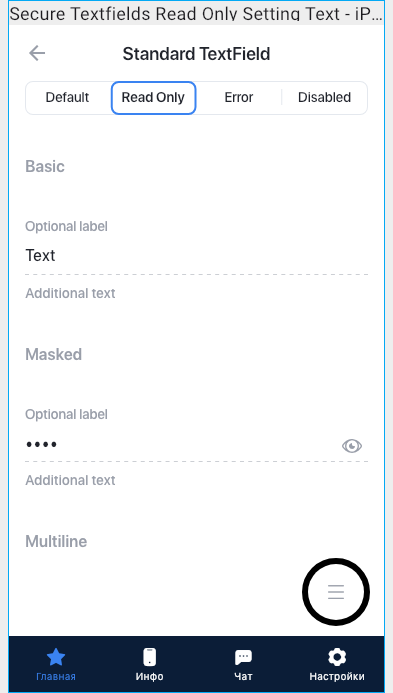 Secure Textfields Read Only Setting Text - iP...
Standard TextField
Default Read Only Error Disabled
Basic
Optional label
Text
Additional text
Masked
Optional label
••••
Additional text
Multiline
Главная Инфо Чат Настройки